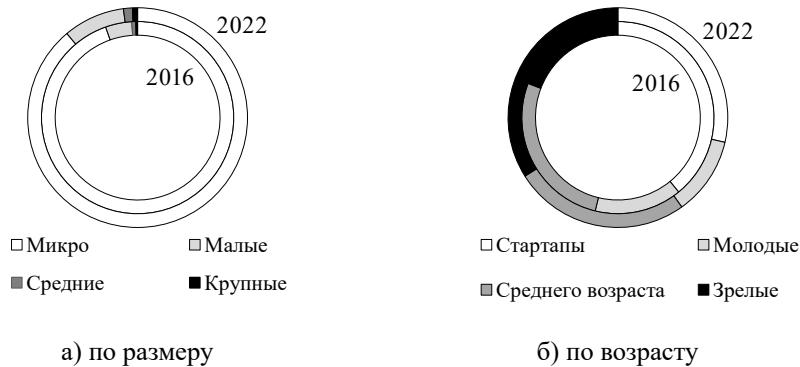 2022
2016
Микро
Малые
Средние
Крупные
а) по размеру
2022
2016
Стартапы
Молодые
Среднего возраста
Зрелые
б) по возрасту